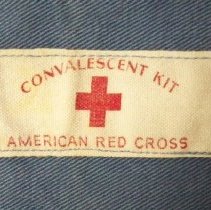 CONVALESCENT KIT
AMERICAN RED CROSS